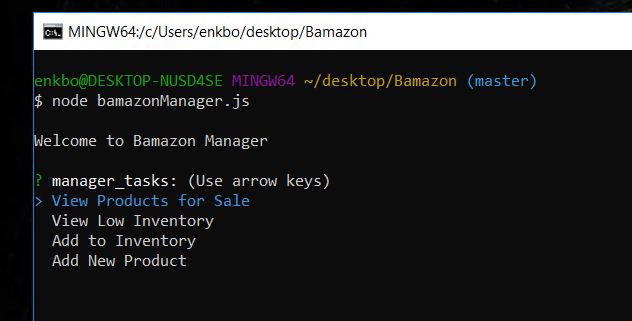 MINGW64:/c/Users/enkbo/desktop/Bamazon
enkbo@DESKTOP-NUSD4SE MINGW64 ~/desktop/Bamazon (master)
$ node bamazonManager.js
Welcome to Bamazon Manager
? manager_tasks: (Use arrow keys)
> View Products for Sale
View Low Inventory
Add to Inventory
Add New Product